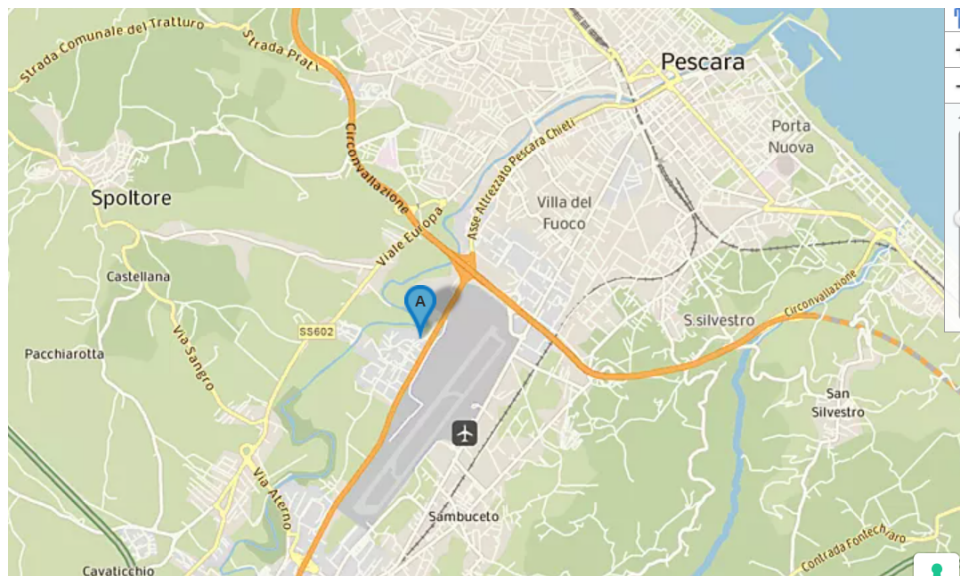 Strada Comunale del Tratturo
Strada Prati
Pescara
Circonvallazione
Asse Attrezzato Pescara Chieti
Porta
Nuova
Spoltore
Villa del
Fuoco
Viale Europa
Castellana
Circonvallazione
A
S.silvestro
SS602
Pacchiarotta
Via Sangro
San
Silvestro
Via Aterno
Sambuceto
Contrada Fontechiaro
Cavaticchio